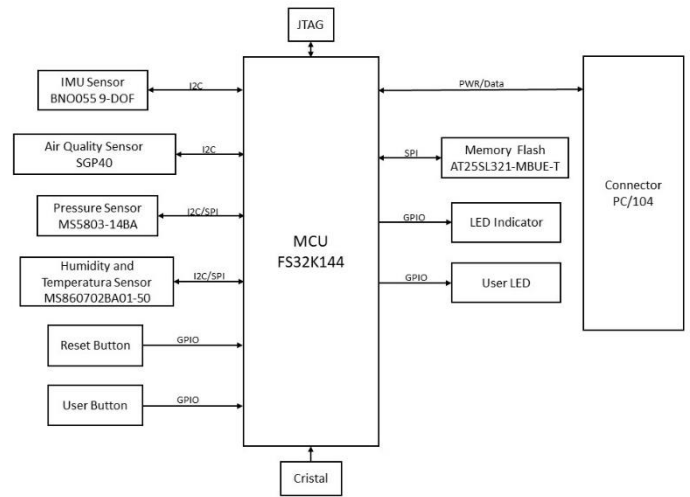 JTAG
IMU Sensor
BNO055 9-DOF
I2C
Air Quality Sensor
SGP40
I2C
Pressure Sensor
MS5803-14BA
I2C/SPI
Humidity and
Temperatura Sensor
MS860702BA01-50
I2C/SPI
Reset Button
GPIO
User Button
GPIO
MCU
FS32K144
Cristal
PWR/Data
SPI
Memory Flash
AT25SL321-MBUE-T
GPIO
LED Indicator
GPIO
User LED
Connector
PC/104